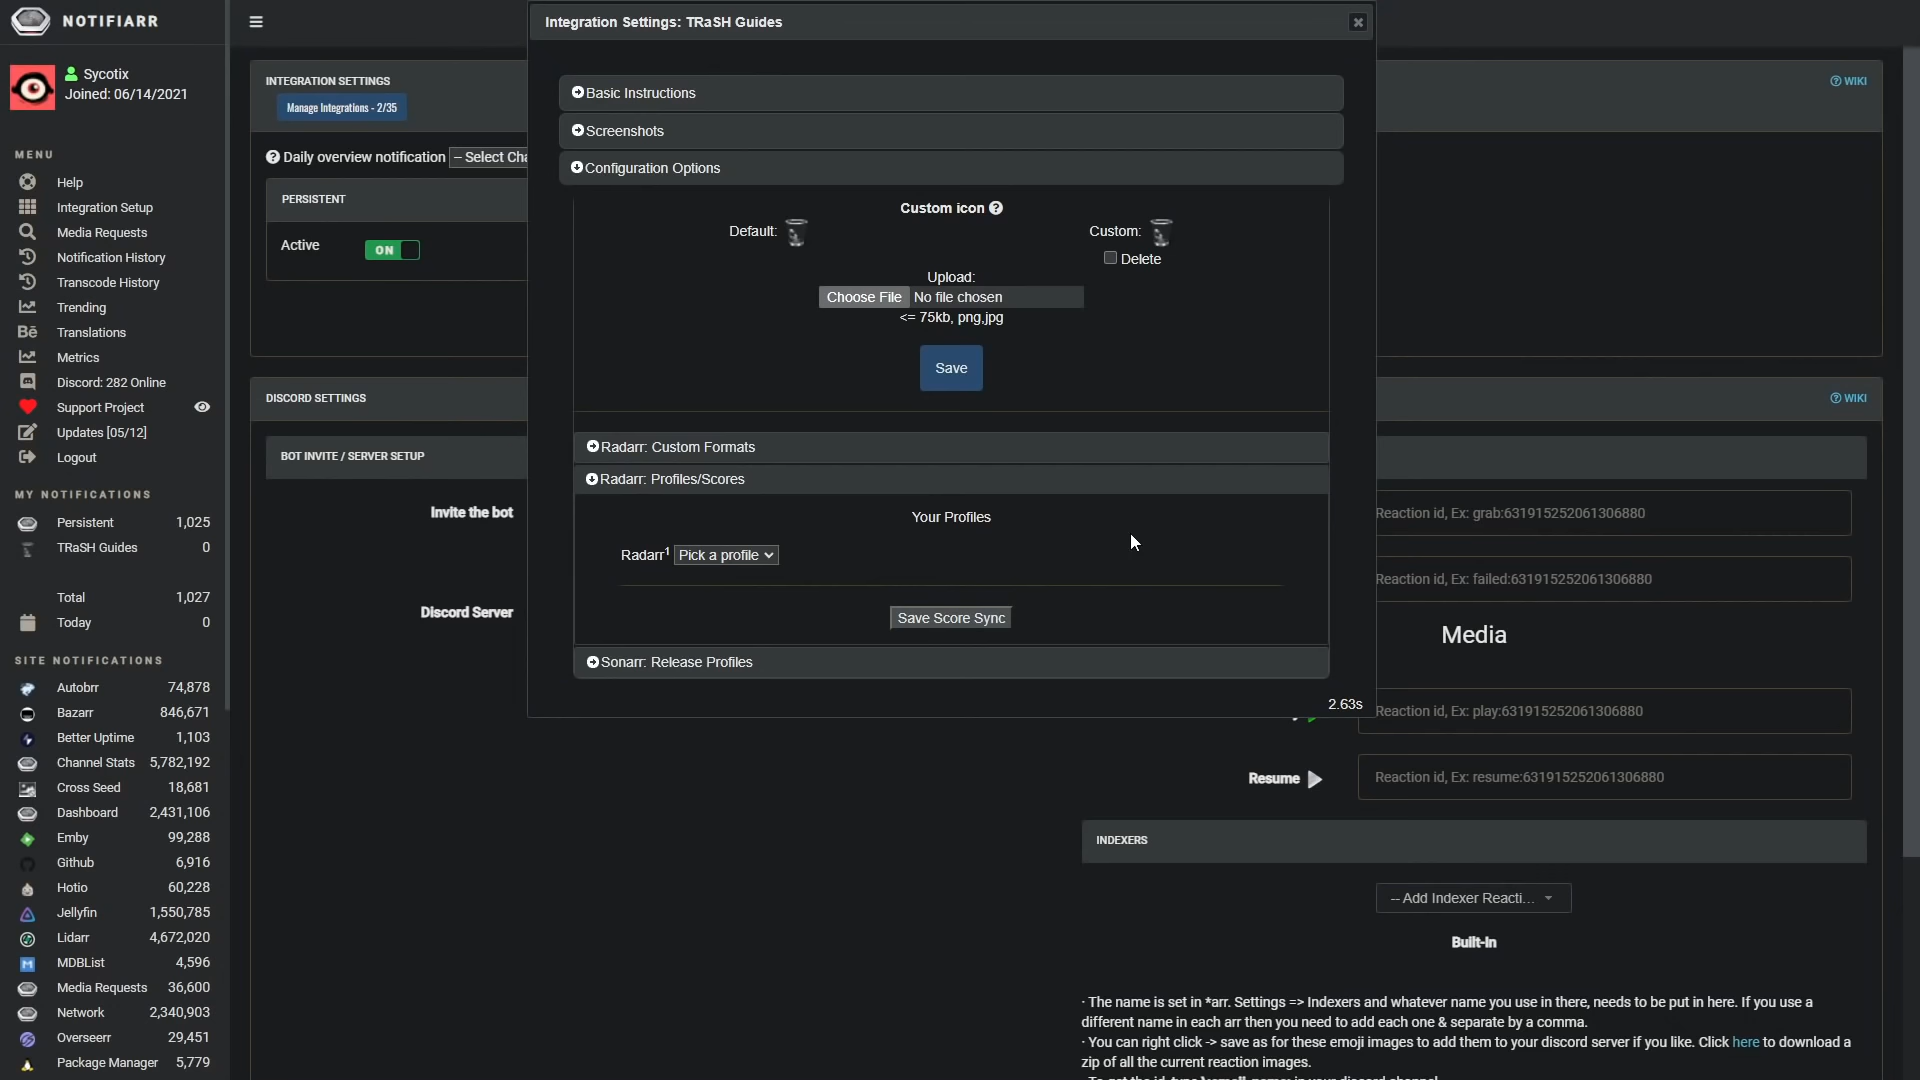 NOTIFIARR
Sycotix
Joined: 06/14/2021
MENU
Help
Integration Setup
Media Requests
Notification History
Transcode History
Trending
Translations
Metrics
Discord: 282 Online
Support Project
Updates [05/12]
Logout
MY NOTIFICATIONS
Persistent 1,025
TRaSH Guides 0
Total 1,027
Today 0
SITE NOTIFICATIONS
Autobrr 74,878
Bazarr 846,671
Better Uptime 1,103
Channel Stats 5,782,192
Cross Seed 18,681
Dashboard 2,431,106
Emby 99,288
Github 6,916
Hotio 60,228
Jellyfin 1,550,785
Lidarr 4,672,020
MDBList 4,596
Media Requests 36,600
Network 2,340,903
Overseerr 29,451
Package Manager 5,779
INTEGRATION SETTINGS
Manage Integrations - 2/35
WIKI
Daily overview notification -- Select Cha
PERSISTENT
Active ON
DISCORD SETTINGS
WIKI
BOT INVITE / SERVER SETUP
Invite the bot
Discord Server
Integration Settings: TRaSH Guides
Basic Instructions
Screenshots
Configuration Options
Custom icon
Default: Custom:
Delete
Upload:
Choose File No file chosen
<= 75kb, png,jpg
Save
Radarr: Custom Formats
Radarr: Profiles/Scores
Your Profiles
Radarr1 Pick a profile
Save Score Sync
Sonarr: Release Profiles
2.63s
Reaction id, Ex: grab:631915252061306880
Reaction id, Ex: failed:631915252061306880
Media
Reaction id, Ex: play:631915252061306880
Resume Reaction id, Ex: resume:631915252061306880
INDEXERS
-- Add Indexer Reacti...
Built-In
· The name is set in *arr. Settings => Indexers and whatever name you use in there, needs to be put in here. If you use a
different name in each arr then you need to add each one & separate by a comma.
· You can right click -> save as for these emoji images to add them to your discord server if you like. Click here to download a
zip of all the current reaction images.